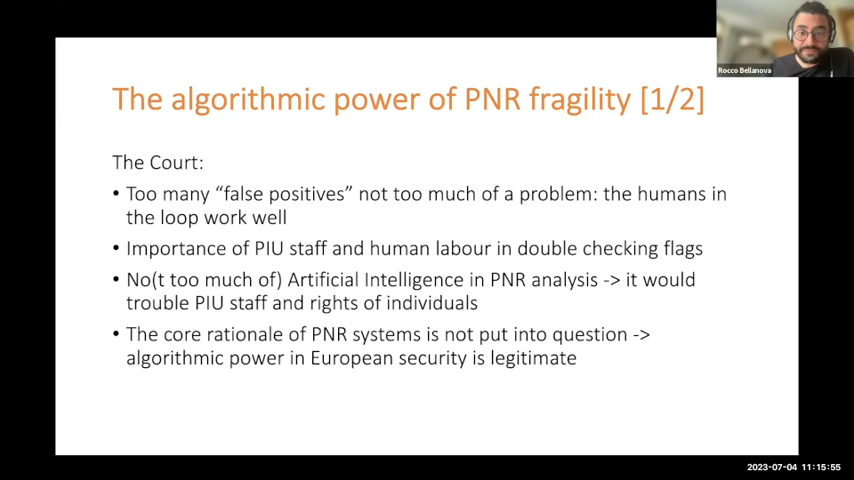 Rocco Bellanova
The algorithmic power of PNR fragility [1/2]
The Court:
• Too many “false positives” not too much of a problem: the humans in
the loop work well
• Importance of PIU staff and human labour in double checking flags
• No(t too much of) Artificial Intelligence in PNR analysis -> it would
trouble PIU staff and rights of individuals
• The core rationale of PNR systems is not put into question ->
algorithmic power in European security is legitimate
2023-07-04 11:15:55